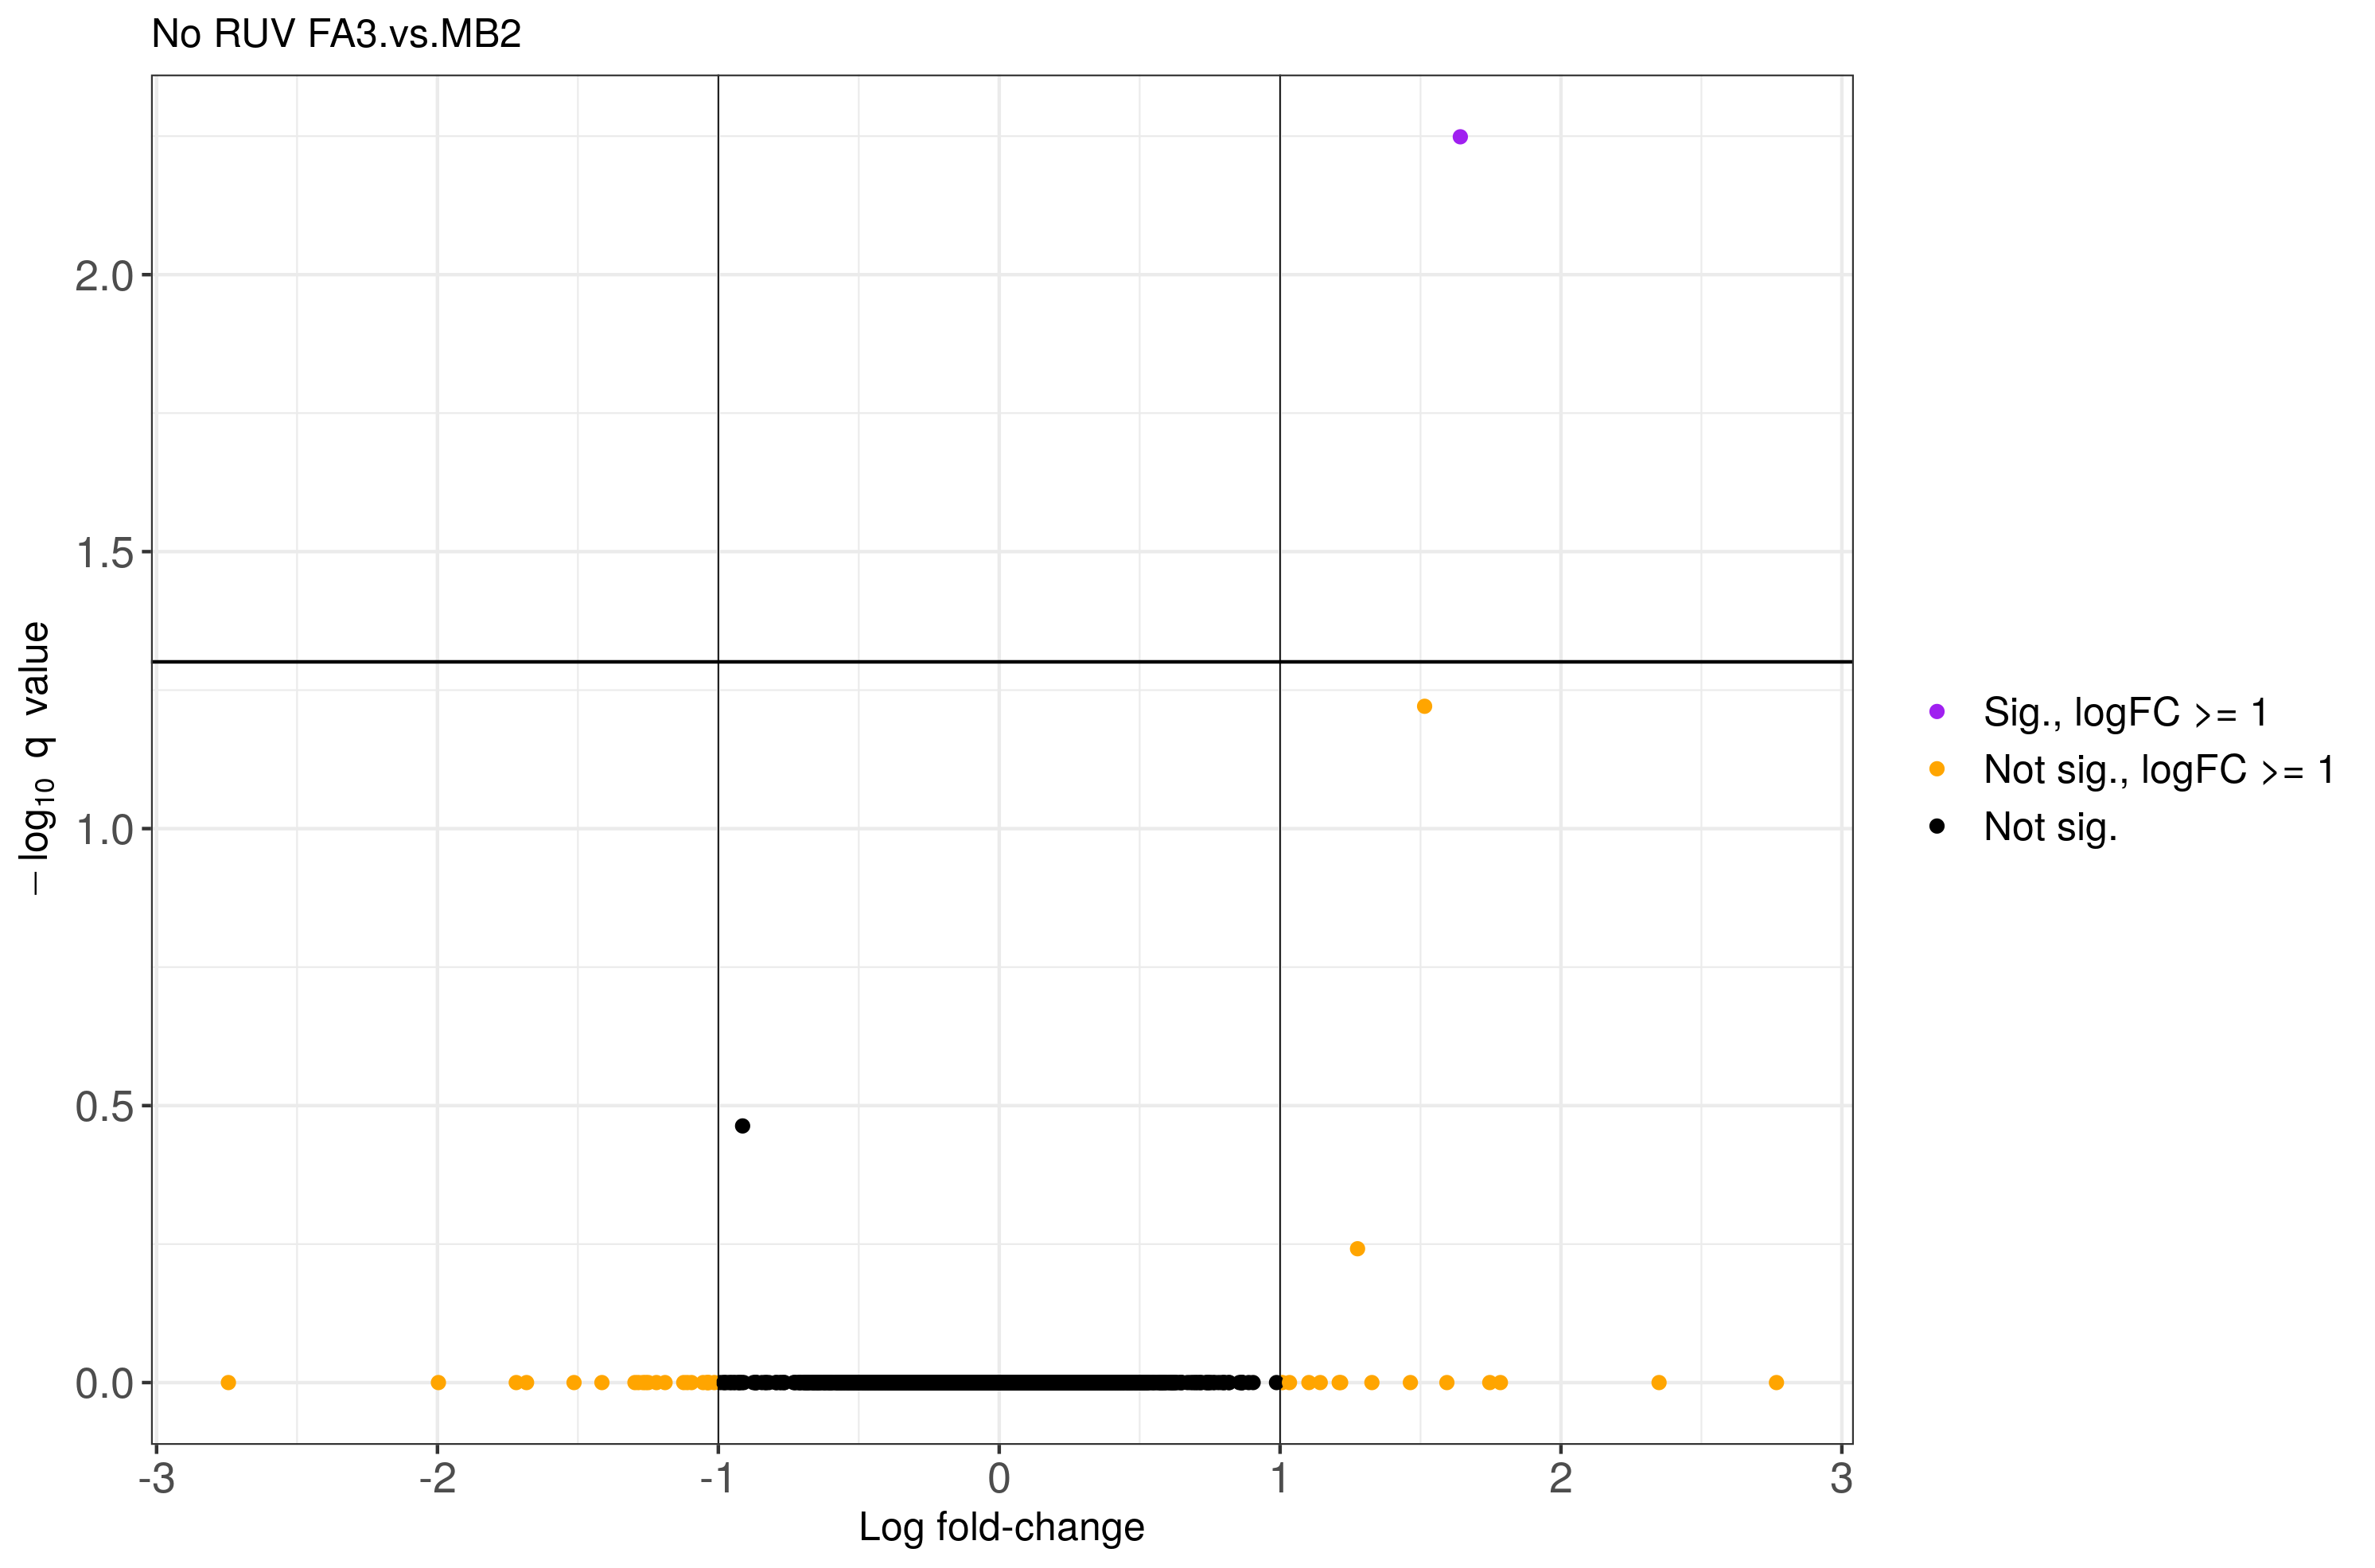 No RUV FA3.vs.MB2
2.0
1.5
1.0
0.5
0.0
-3 -2 -1 0 1 2 3
Log fold-change
−log10 q value
Sig., logFC >= 1
Not sig., logFC >= 1
Not sig.